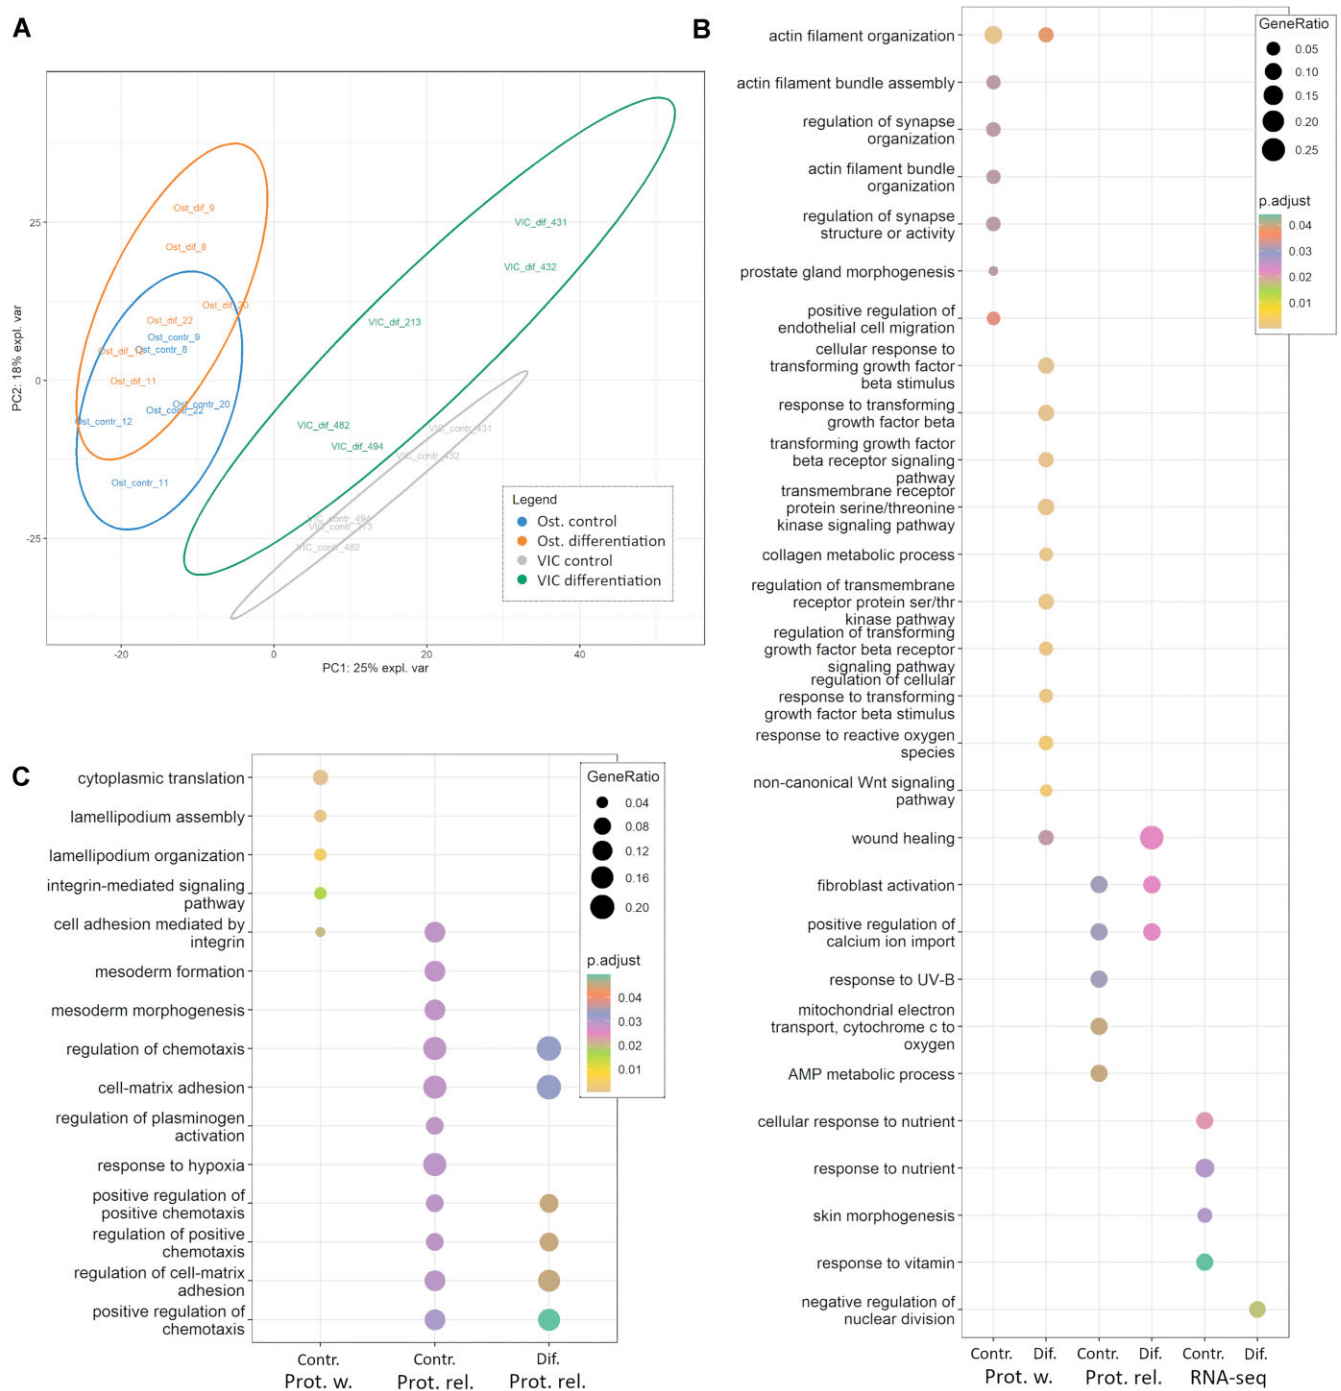 A
25
0
-25
PC2: 18% expl. var
-20
0
20
40
PC1: 25% expl. var
Ost_dif_9
Ost_dif_8
Ost_dif_20
Ost_dif_22
Ost_contr_9
Ost_contr_8
Ost_dif_11
Ost_contr_20
Ost_contr_22
Ost_contr_12
Ost_contr_11
VIC_dif_431
VIC_dif_432
VIC_dif_213
VIC_dif_482
VIC_dif_494
VIC_contr_431
VIC_contr_432
VIC_contr_494
VIC_contr_213
VIC_contr_482
Legend
Ost. control
Ost. differentiation
VIC control
VIC differentiation
B
actin filament organization
actin filament bundle assembly
regulation of synapse
organization
actin filament bundle
organization
regulation of synapse
structure or activity
prostate gland morphogenesis
positive regulation of
endothelial cell migration
cellular response to
transforming growth factor
beta stimulus
response to transforming
growth factor beta
transforming growth factor
beta receptor signaling
pathway
transmembrane receptor
protein serine/threonine
kinase signaling pathway
collagen metabolic process
regulation of transmembrane
receptor protein ser/thr
kinase pathway
regulation of transforming
growth factor beta receptor
signaling pathway
regulation of cellular
response to transforming
growth factor beta stimulus
response to reactive oxygen
species
non-canonical Wnt signaling
pathway
wound healing
fibroblast activation
positive regulation of
calcium ion import
response to UV-B
mitochondrial electron
transport, cytochrome c to
oxygen
AMP metabolic process
cellular response to nutrient
response to nutrient
skin morphogenesis
response to vitamin
negative regulation of
nuclear division
Contr. Dif. Contr. Dif. Contr. Dif.
Prot. w. Prot. rel. RNA-seq
GeneRatio
0.05
0.10
0.15
0.20
0.25
p.adjust
0.04
0.03
0.02
0.01
C
cytoplasmic translation
lamellipodium assembly
lamellipodium organization
integrin-mediated signaling
pathway
cell adhesion mediated by
integrin
mesoderm formation
mesoderm morphogenesis
regulation of chemotaxis
cell-matrix adhesion
regulation of plasminogen
activation
response to hypoxia
positive regulation of
positive chemotaxis
regulation of positive
chemotaxis
regulation of cell-matrix
adhesion
positive regulation of
chemotaxis
Contr. Contr. Dif.
Prot. w. Prot. rel. Prot. rel.
GeneRatio
0.04
0.08
0.12
0.16
0.20
p.adjust
0.04
0.03
0.02
0.01